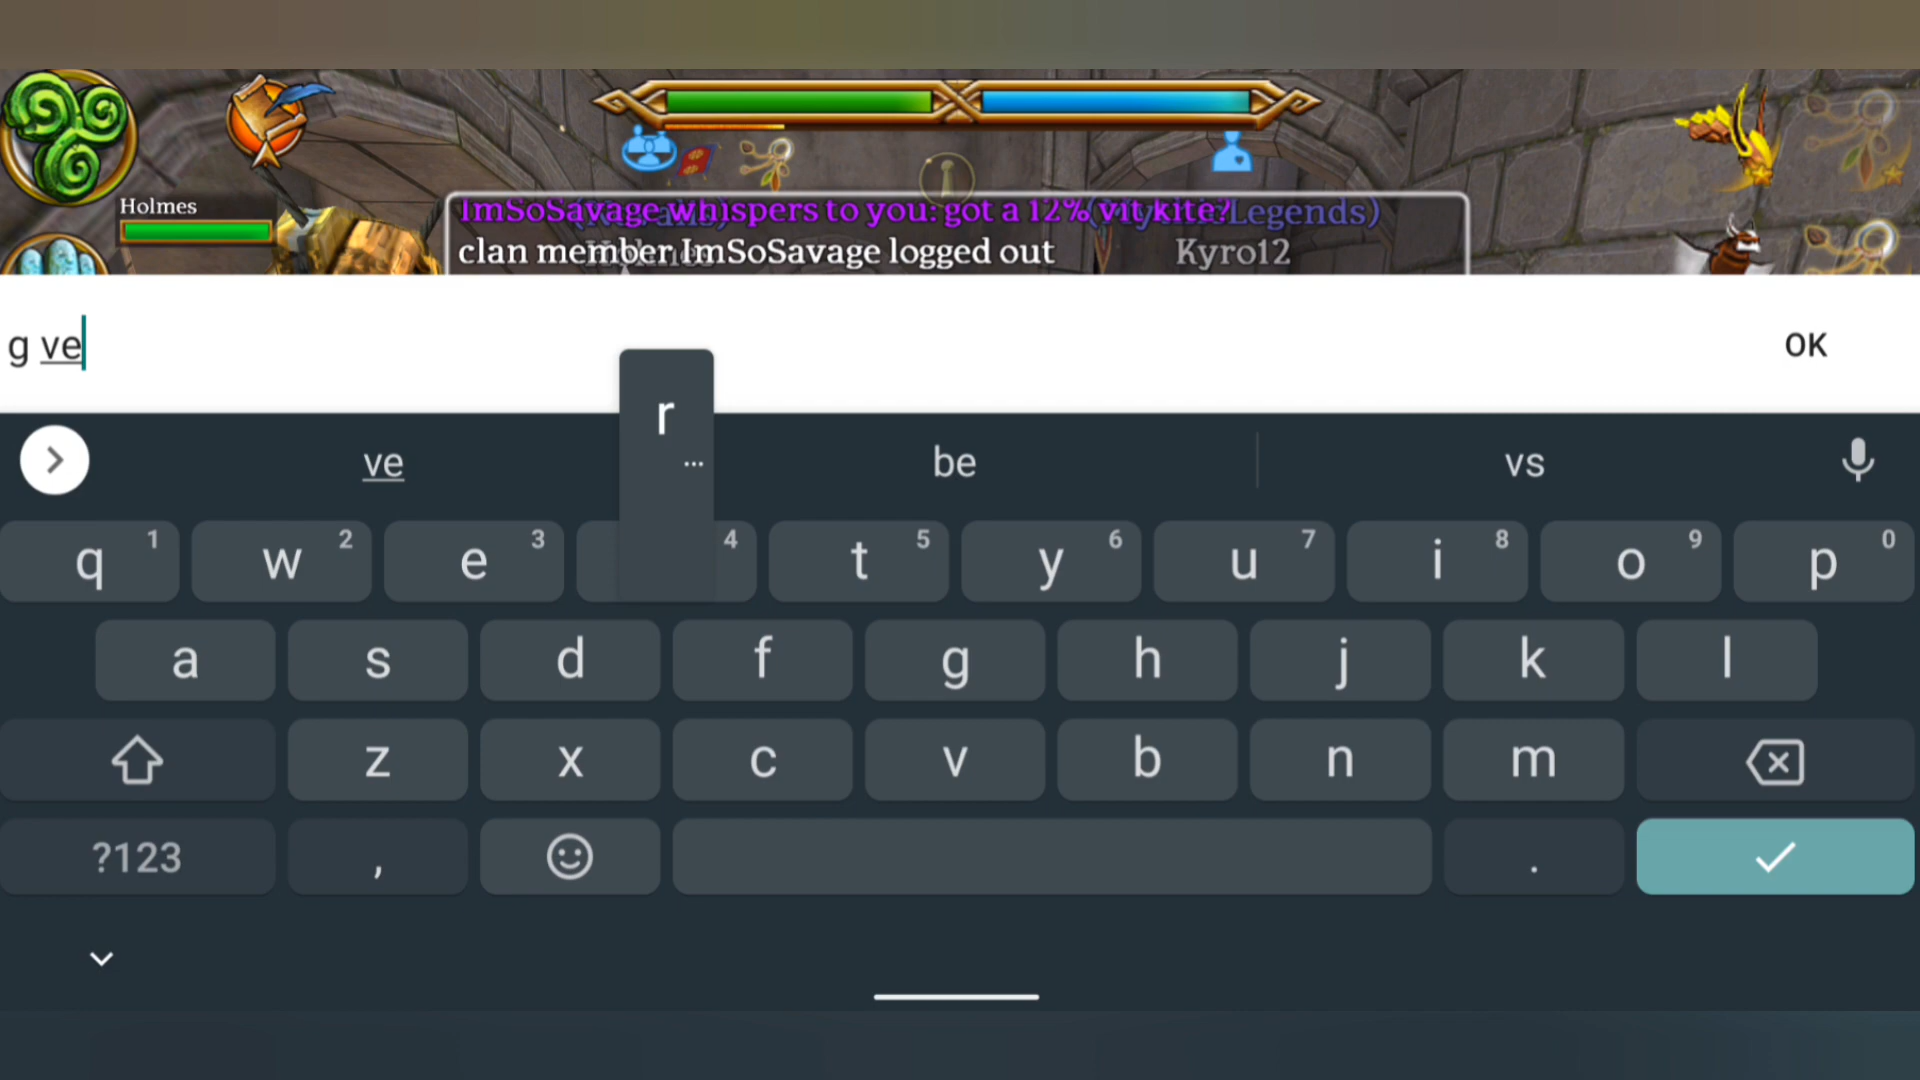 Holmes
ImSoSavage whispers to you: got a 12% vit kite?
Legends)
clan member ImSoSavage logged out
Kyro12
g ve
OK
r
...
ve
be
vs
q 1 w 2 e 3 4 t 5 y 6 u 7 i 8 o 9 p 0
a s d f g h j k l
z x c v b n m
?123 , .